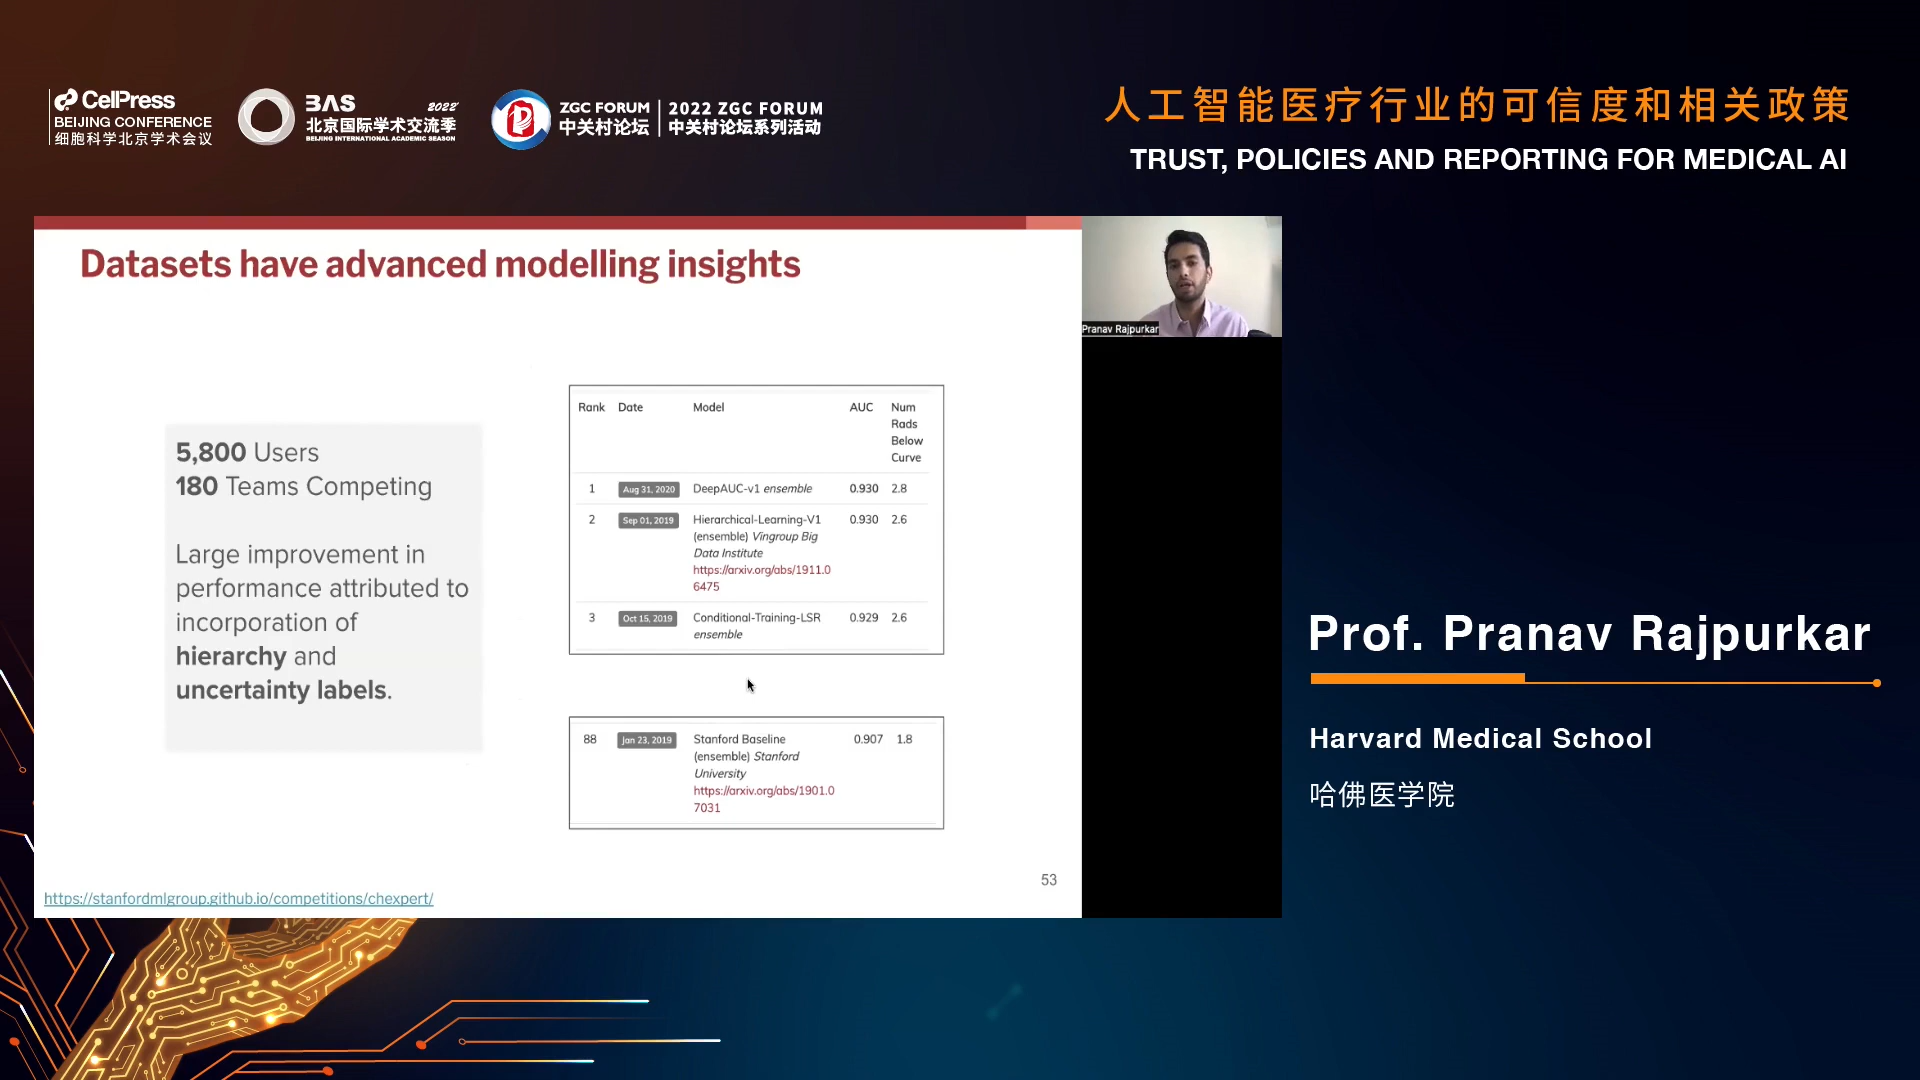 CellPress
BEIJING CONFERENCE
细胞科学北京学术会议
BAS 2022
北京国际学术交流季
BEIJING INTERNATIONAL ACADEMIC SEASON
ZGC FORUM
中关村论坛
2022 ZGC FORUM
中关村论坛系列活动
人工智能医疗行业的可信度和相关政策
TRUST, POLICIES AND REPORTING FOR MEDICAL AI
Datasets have advanced modelling insights
Pranav Rajpurkar
5,800 Users
180 Teams Competing
Large improvement in
performance attributed to
incorporation of
hierarchy and
uncertainty labels.
Rank Date Model AUC Num
Rads
Below
Curve
1 Aug 31, 2020 DeepAUC-v1 ensemble 0.930 2.8
2 Sep 01, 2019 Hierarchical-Learning-V1 0.930 2.6
(ensemble) Vingroup Big
Data Institute
https://arxiv.org/abs/1911.0
6475
3 Oct 15, 2019 Conditional-Training-LSR 0.929 2.6
ensemble
88 Jan 23, 2019 Stanford Baseline 0.907 1.8
(ensemble) Stanford
University
https://arxiv.org/abs/1901.0
7031
53
https://stanfordmlgroup.github.io/competitions/chexpert/
Prof. Pranav Rajpurkar
Harvard Medical School
哈佛医学院